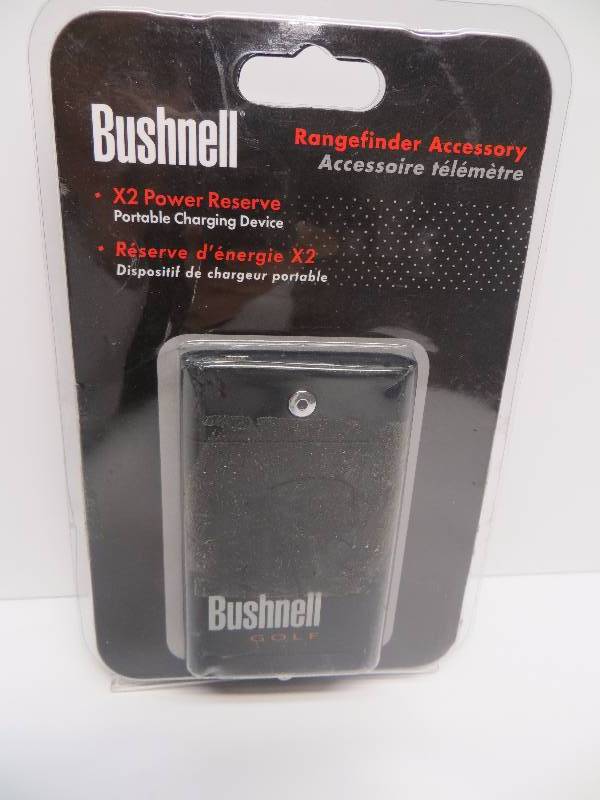 Bushnell
Rangefinder Accessory
Accessoire télémètre
• X2 Power Reserve
Portable Charging Device
• Réserve d'énergie X2
Dispositif de chargeur portable
Bushnell
GOLF